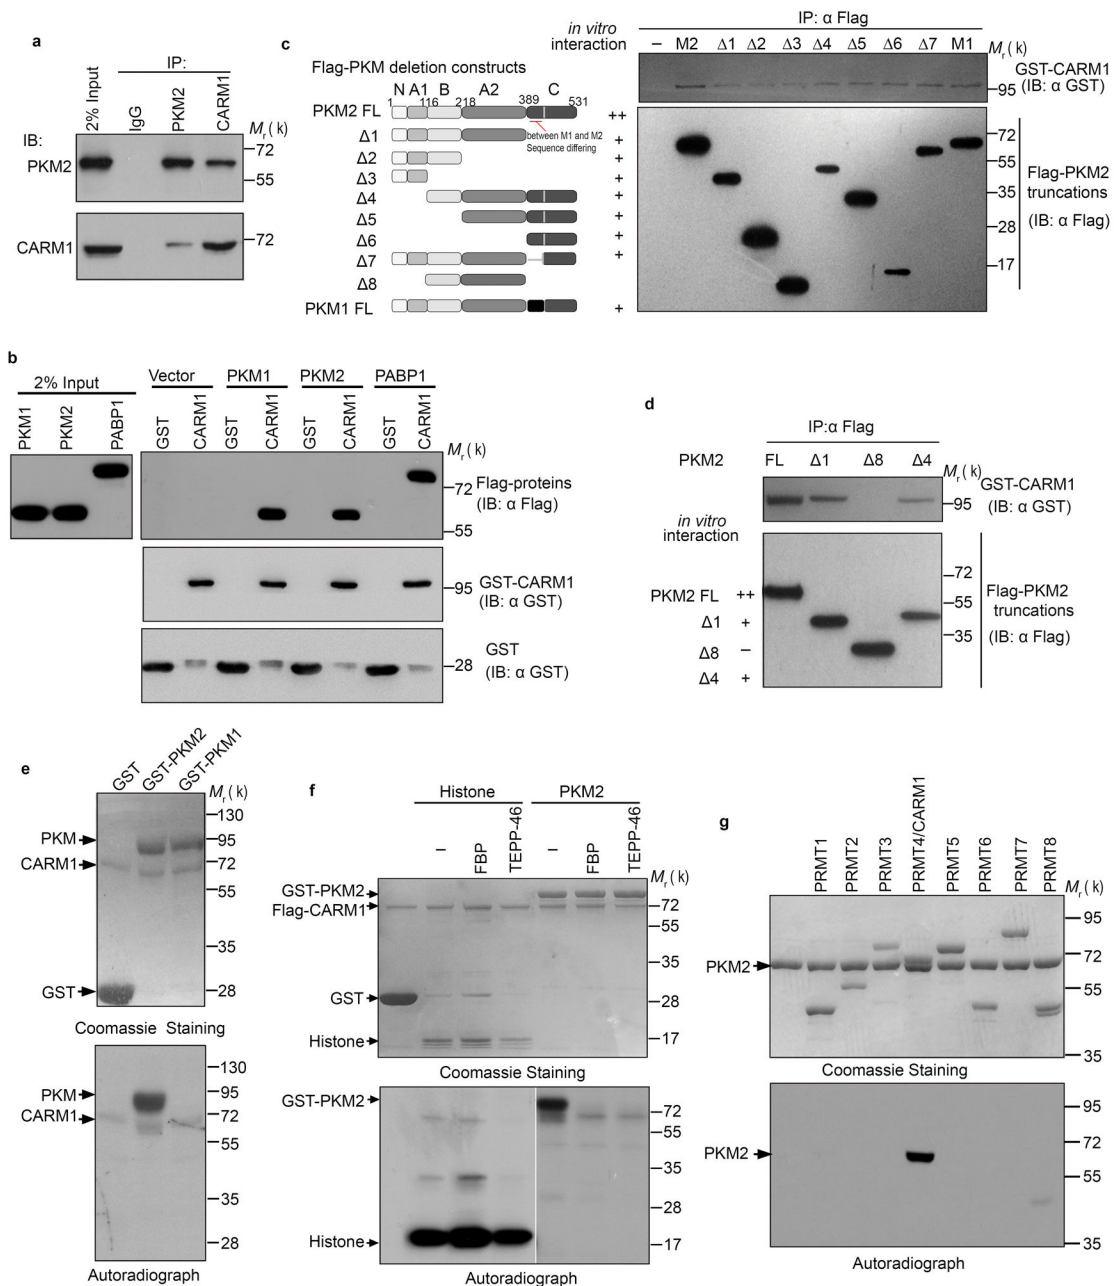 a
IP:
2% Input
IgG
PKM2
CARM1
IB:
Mr (k)
PKM2
72
55
CARM1
72
c
in vitro
interaction
Flag-PKM deletion constructs
N A1 B A2 C
1 116 218 389 531
PKM2 FL ++
between M1 and M2
Sequence differing
Δ1 +
Δ2 +
Δ3 +
Δ4 +
Δ5 +
Δ6 +
Δ7 +
Δ8
PKM1 FL +
IP: α Flag
– M2 Δ1 Δ2 Δ3 Δ4 Δ5 Δ6 Δ7 M1
Mr (k)
95
GST-CARM1
(IB: α GST)
72
55
35
28
17
Flag-PKM2
truncations
(IB: α Flag)
b
2% Input
PKM1
PKM2
PABP1
Vector PKM1 PKM2 PABP1
GST
CARM1
GST
CARM1
GST
CARM1
GST
CARM1
Mr (k)
72
55
Flag-proteins
(IB: α Flag)
95
GST-CARM1
(IB: α GST)
28
GST
(IB: α GST)
d
IP:α Flag
PKM2 FL Δ1 Δ8 Δ4
Mr (k)
95
GST-CARM1
(IB: α GST)
in vitro
interaction
PKM2 FL ++
Δ1 +
Δ8 –
Δ4 +
72
55
35
Flag-PKM2
truncations
(IB: α Flag)
e
GST
GST-PKM2
GST-PKM1
Mr (k)
130
95
72
55
35
28
PKM
CARM1
GST
Coomassie Staining
PKM
CARM1
130
95
72
55
35
28
Autoradiograph
f
Histone PKM2
–
FBP
TEPP-46
–
FBP
TEPP-46
Mr (k)
GST-PKM2
Flag-CARM1
GST
Histone
72
55
35
28
17
Coomassie Staining
GST-PKM2
Histone
72
55
35
28
17
Autoradiograph
g
PRMT1
PRMT2
PRMT3
PRMT4/CARM1
PRMT5
PRMT6
PRMT7
PRMT8
Mr (k)
PKM2
95
72
55
35
Coomassie Staining
PKM2
95
72
55
35
Autoradiograph